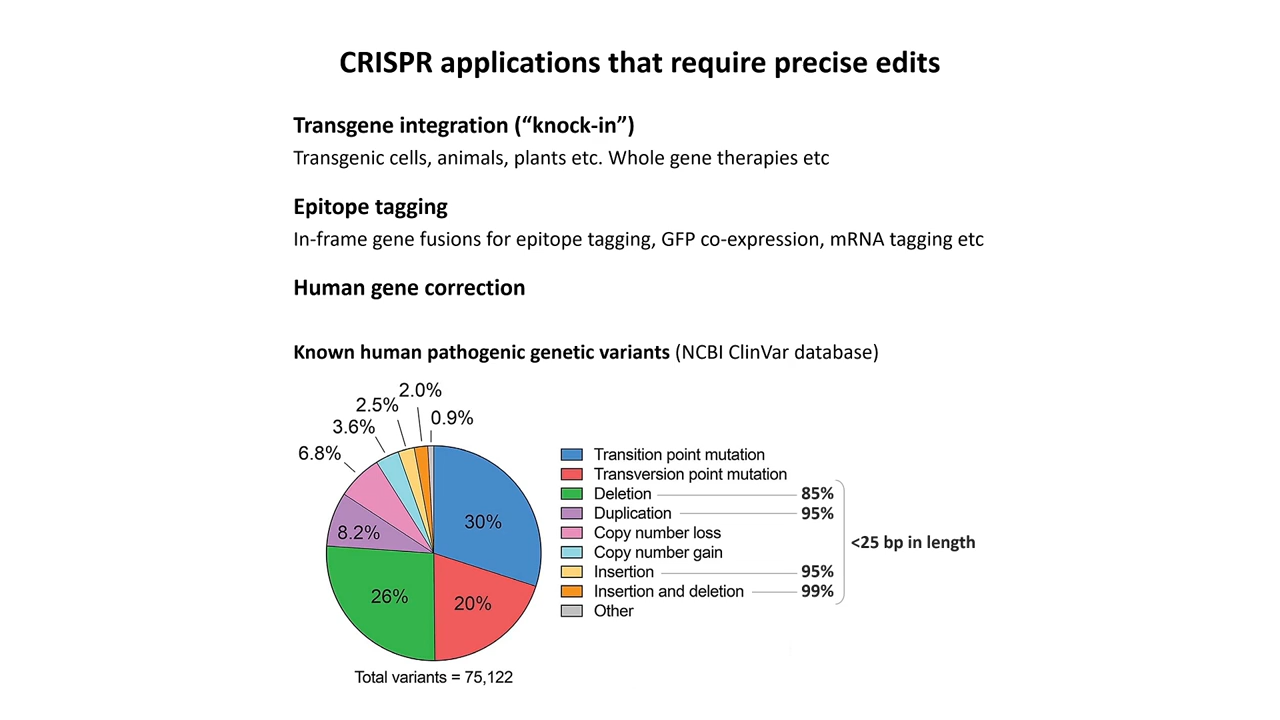 CRISPR applications that require precise edits
Transgene integration (“knock-in”)
Transgenic cells, animals, plants etc. Whole gene therapies etc
Epitope tagging
In-frame gene fusions for epitope tagging, GFP co-expression, mRNA tagging etc
Human gene correction
Known human pathogenic genetic variants (NCBI ClinVar database)
2.0%
2.5%
0.9%
3.6%
6.8%
30%
8.2%
26%
20%
Total variants = 75,122
Transition point mutation
Transversion point mutation
Deletion 85%
Duplication 95%
Copy number loss
Copy number gain
Insertion 95%
Insertion and deletion 99%
Other
<25 bp in length